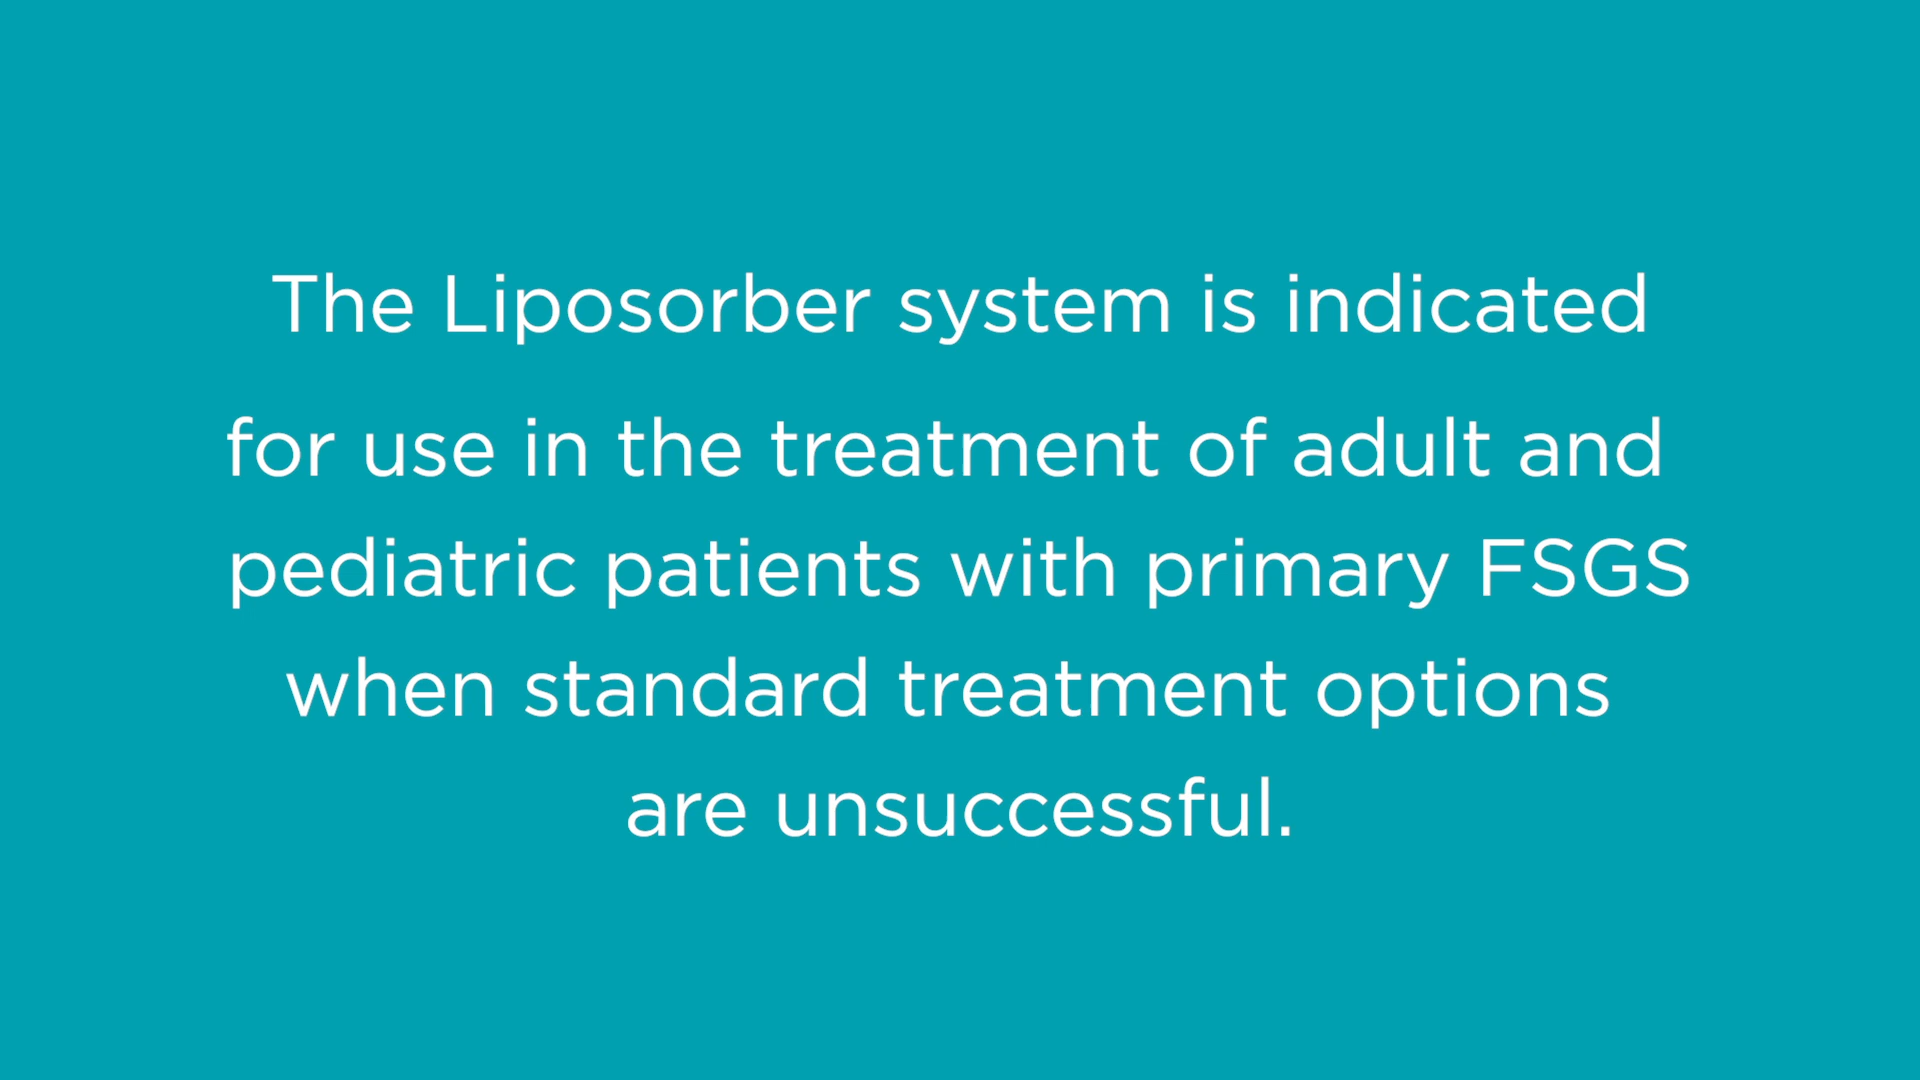 The Liposorber system is indicated
for use in the treatment of adult and
pediatric patients with primary FSGS
when standard treatment options
are unsuccessful.